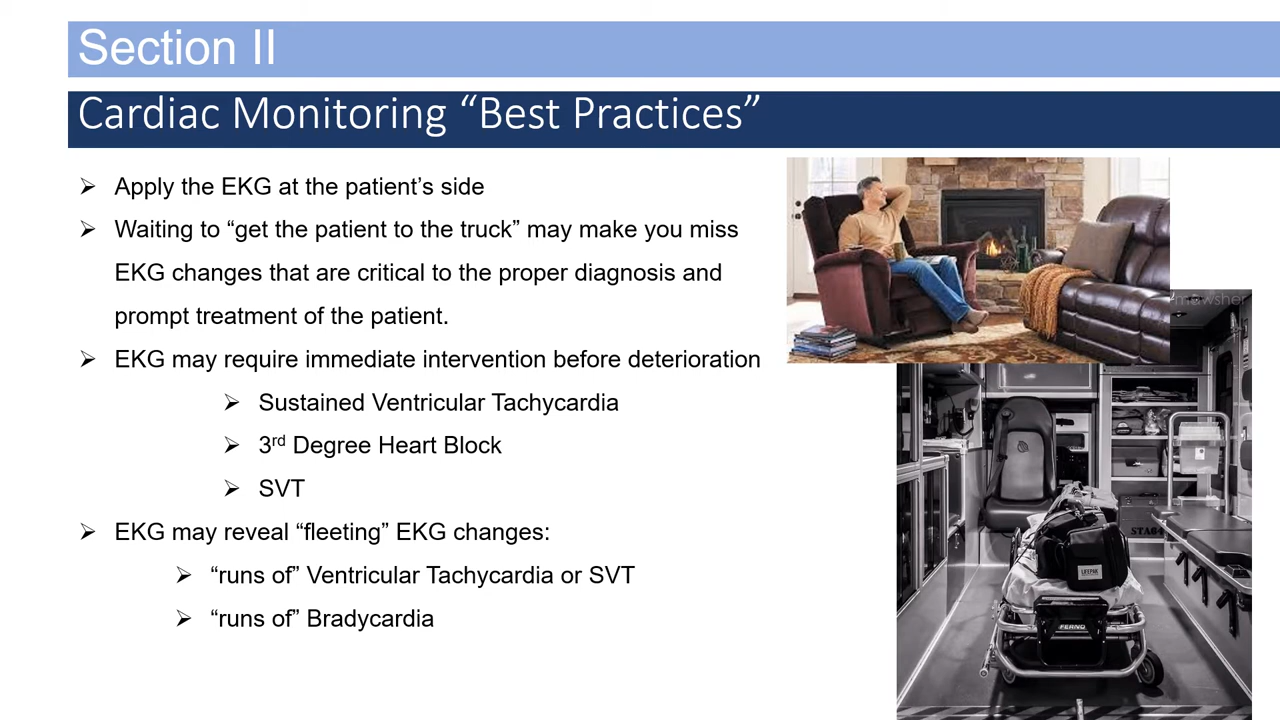 Section II
Cardiac Monitoring “Best Practices”
Apply the EKG at the patient’s side
Waiting to “get the patient to the truck” may make you miss
EKG changes that are critical to the proper diagnosis and
prompt treatment of the patient.
EKG may require immediate intervention before deterioration
Sustained Ventricular Tachycardia
3rd Degree Heart Block
SVT
EKG may reveal “fleeting” EKG changes:
“runs of” Ventricular Tachycardia or SVT
“runs of” Bradycardia
STA64
LIFEPAK
FERNO